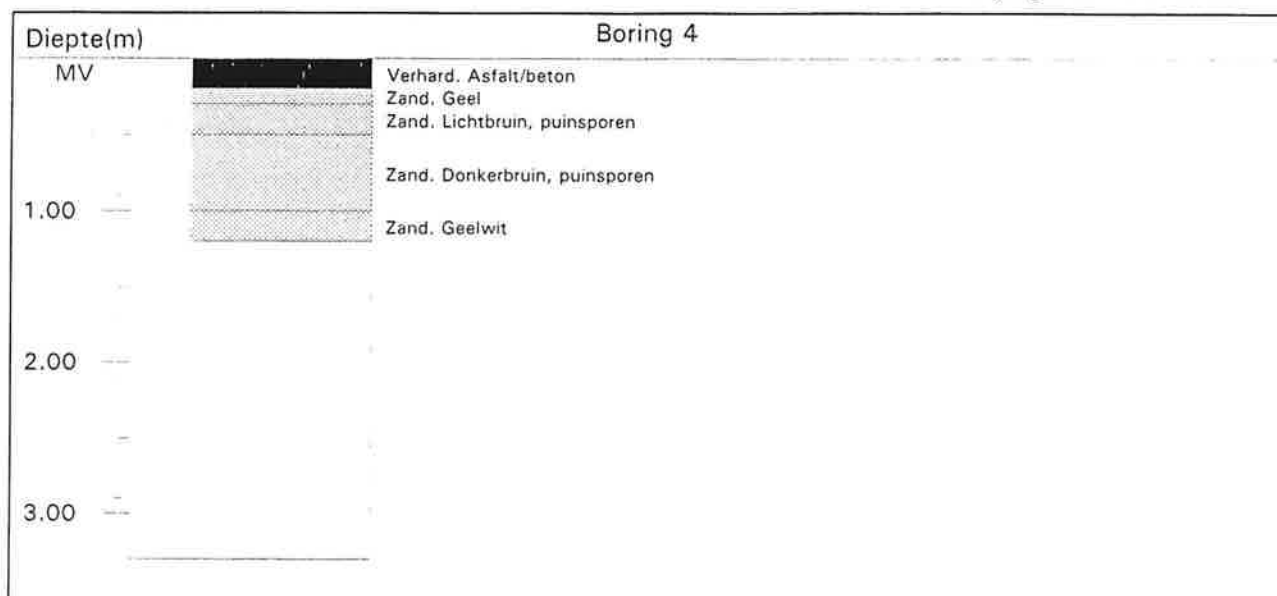 Diepte(m)
Boring 4
MV
Verhard. Asfalt/beton
Zand. Geel
Zand. Lichtbruin, puinsporen
Zand. Donkerbruin, puinsporen
1.00
Zand. Geelwit
2.00
3.00